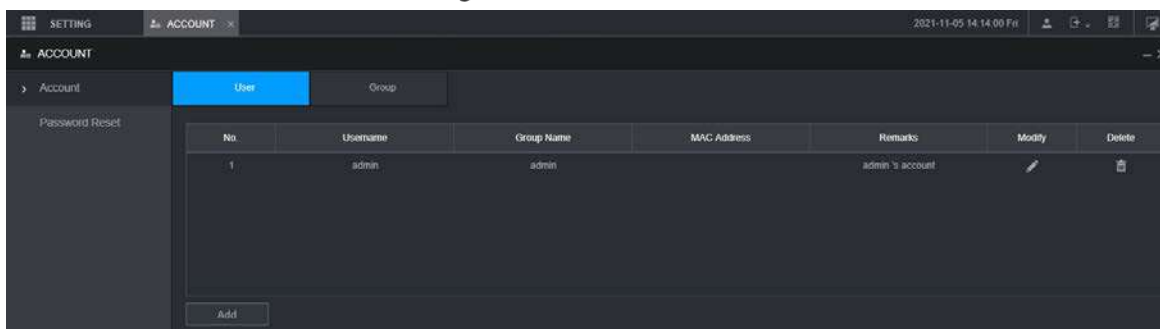 SETTING ACCOUNT × 2021-11-05 14:14:00 Fri
ACCOUNT
Account User Group
Password Reset
No. Username Group Name MAC Address Remarks Modify Delete
1 admin admin admin 's account
Add